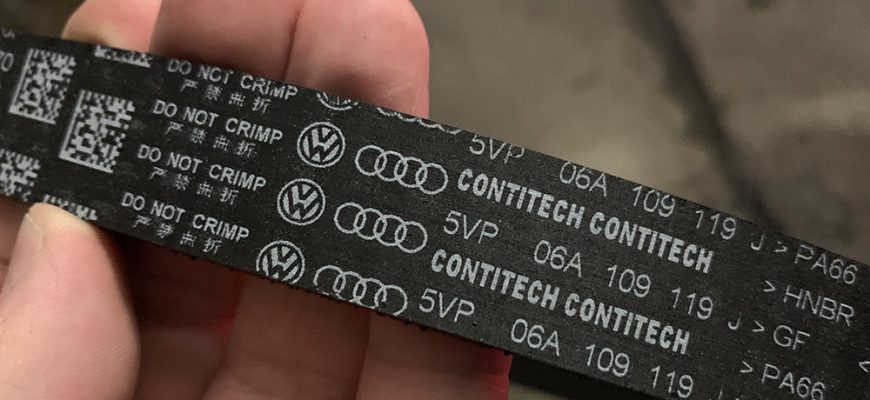 DO NOT CRIMP
严禁曲折
DO NOT CRIMP 5VP 06A 109 119 J >PA66
严禁曲折 CONTITECH CONTITECH >HNBR
DO NOT CRIMP 5VP 06A 109 119 J >GF
严禁曲折 CONTITECH CONTITECH >PA66
DO NOT CRIMP 5VP 06A 109 119
严禁曲折